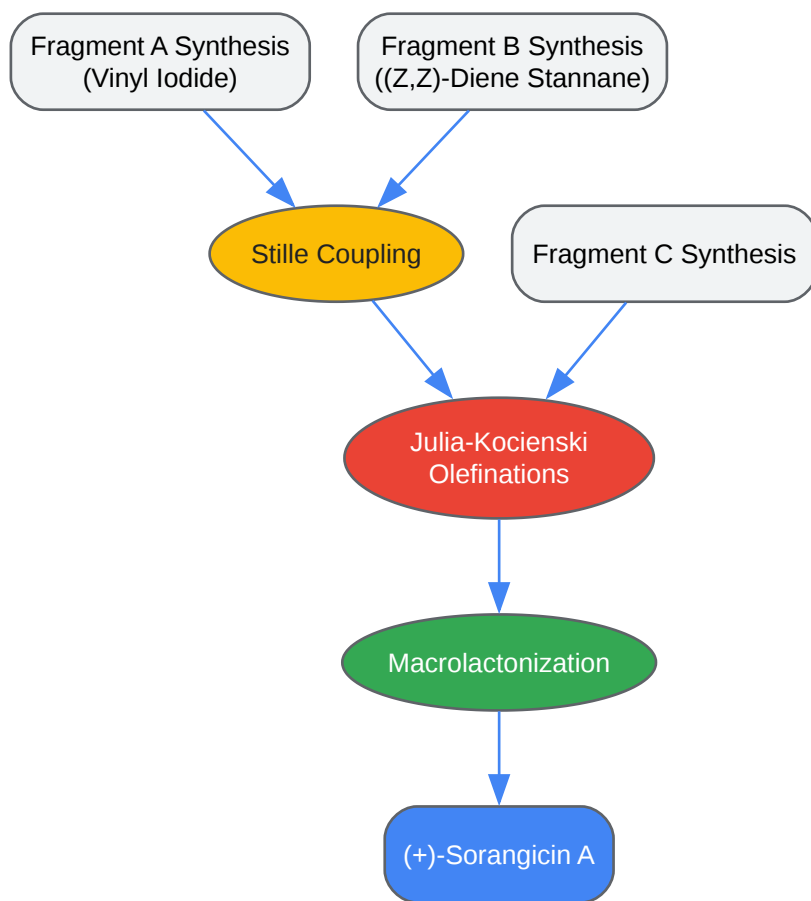 Fragment A Synthesis
(Vinyl Iodide)
Fragment B Synthesis
((Z,Z)-Diene Stannane)
Stille Coupling
Fragment C Synthesis
Julia-Kocienski
Olefinations
Macrolactonization
(+)-Sorangicin A